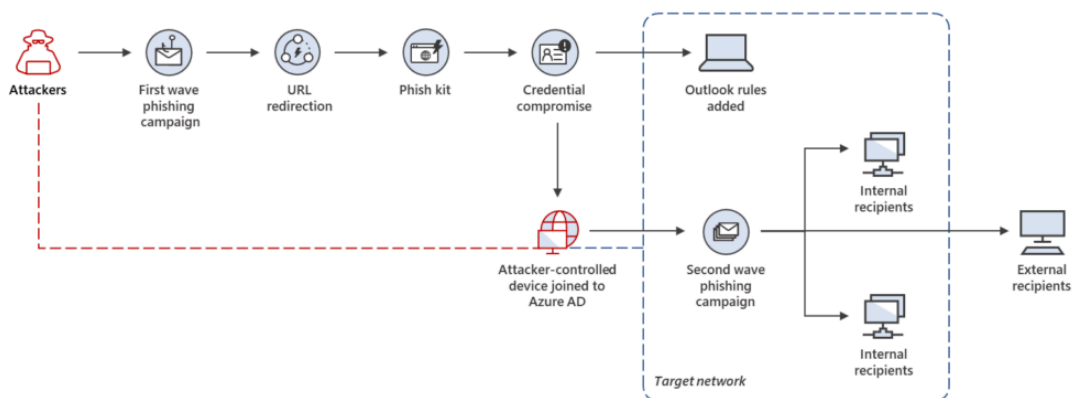 Attackers
First wave
phishing
campaign
URL
redirection
Phish kit
Credential
compromise
Outlook rules
added
Internal
recipients
Attacker-controlled
device joined to
Azure AD
Second wave
phishing
campaign
External
recipients
Internal
recipients
Target network